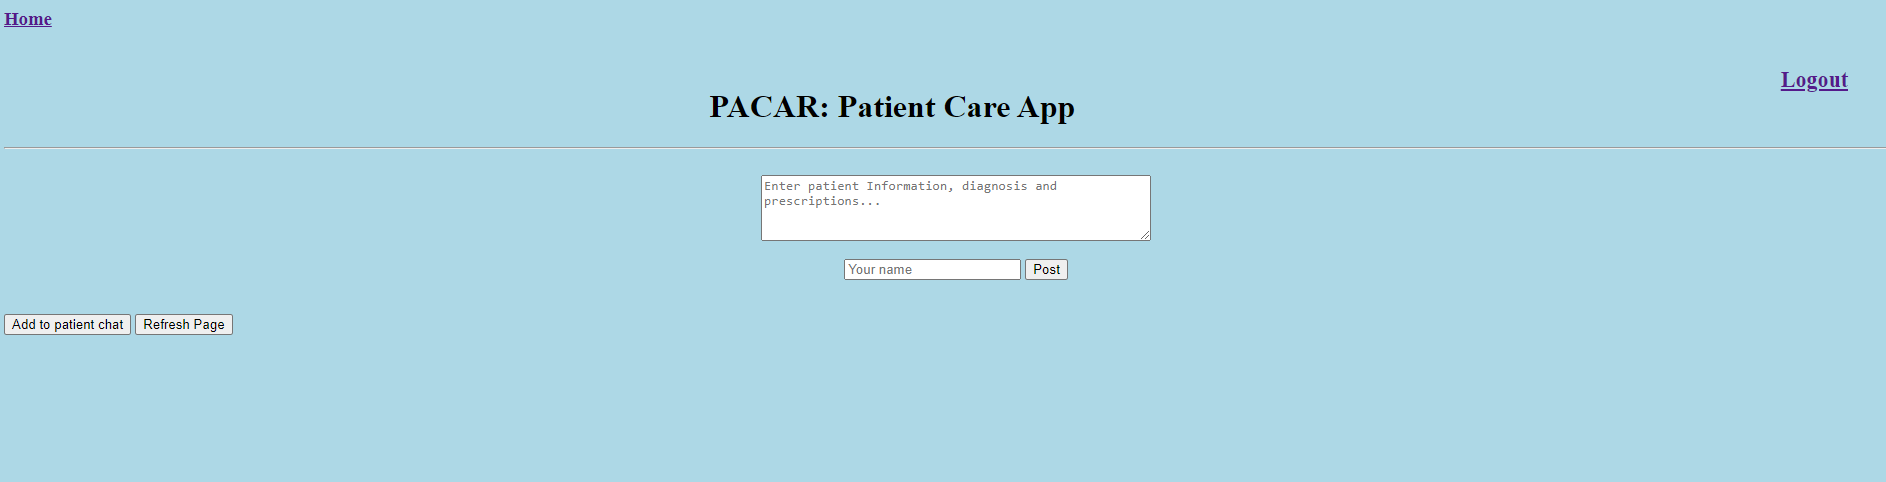 Home
Logout
PACAR: Patient Care App
Enter patient Information, diagnosis and
prescriptions...
Your name Post
Add to patient chat Refresh Page